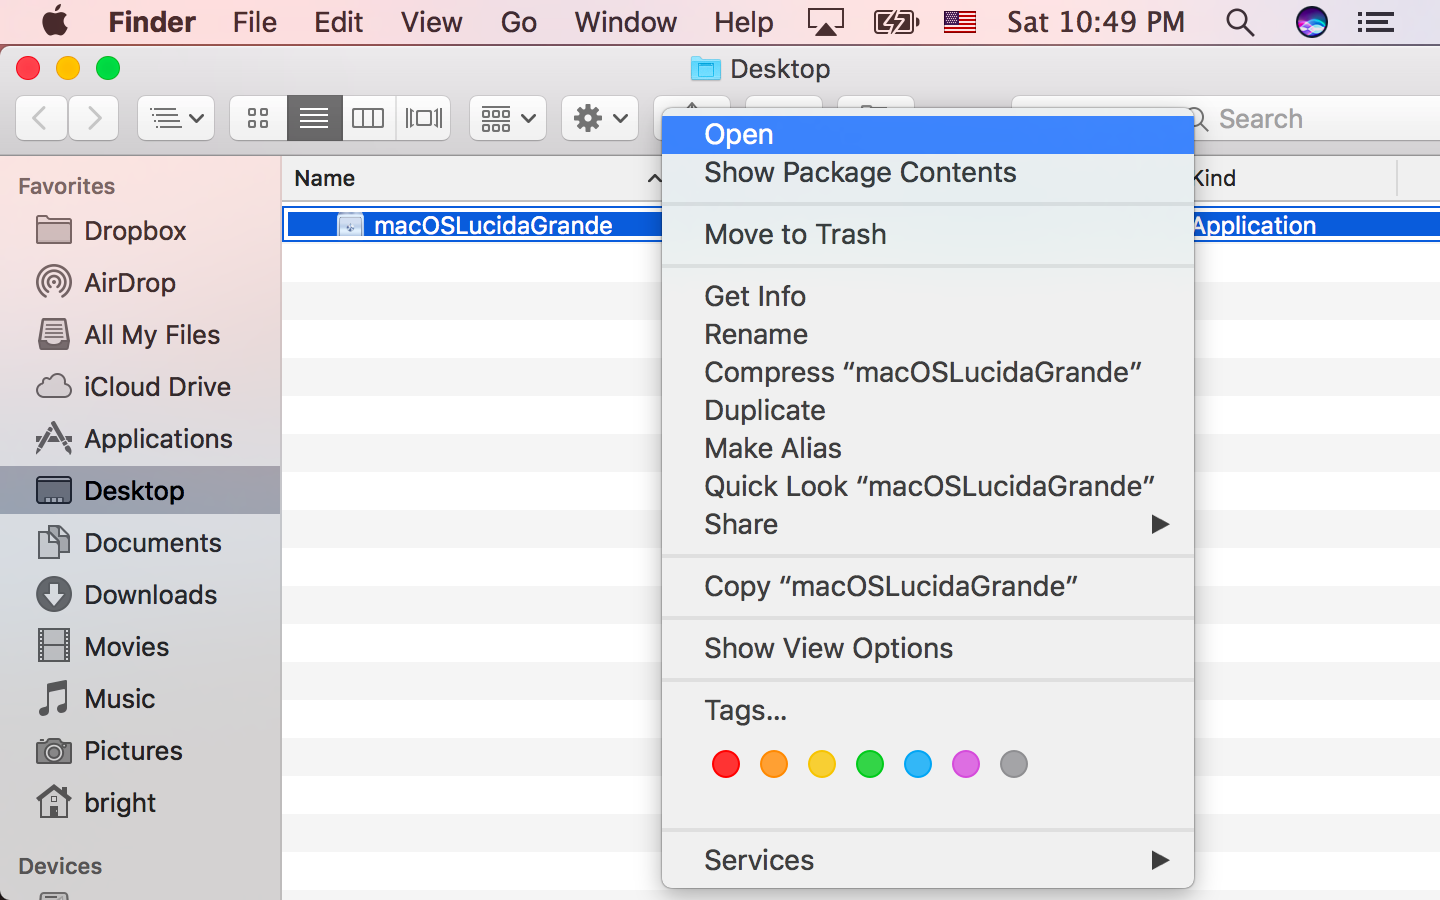 Finder File Edit View Go Window Help Sat 10:49 PM
Desktop
Search
Favorites
Dropbox
AirDrop
All My Files
iCloud Drive
Applications
Desktop
Documents
Downloads
Movies
Music
Pictures
bright
Devices
Name Kind
macOSLucidaGrande Application
Open
Show Package Contents
Move to Trash
Get Info
Rename
Compress “macOSLucidaGrande”
Duplicate
Make Alias
Quick Look “macOSLucidaGrande”
Share
Copy “macOSLucidaGrande”
Show View Options
Tags...
Services